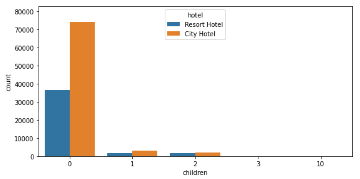 hotel
Resort Hotel
City Hotel
80000
70000
60000
50000
40000
30000
20000
10000
0
count
0 1 2 3 10
children